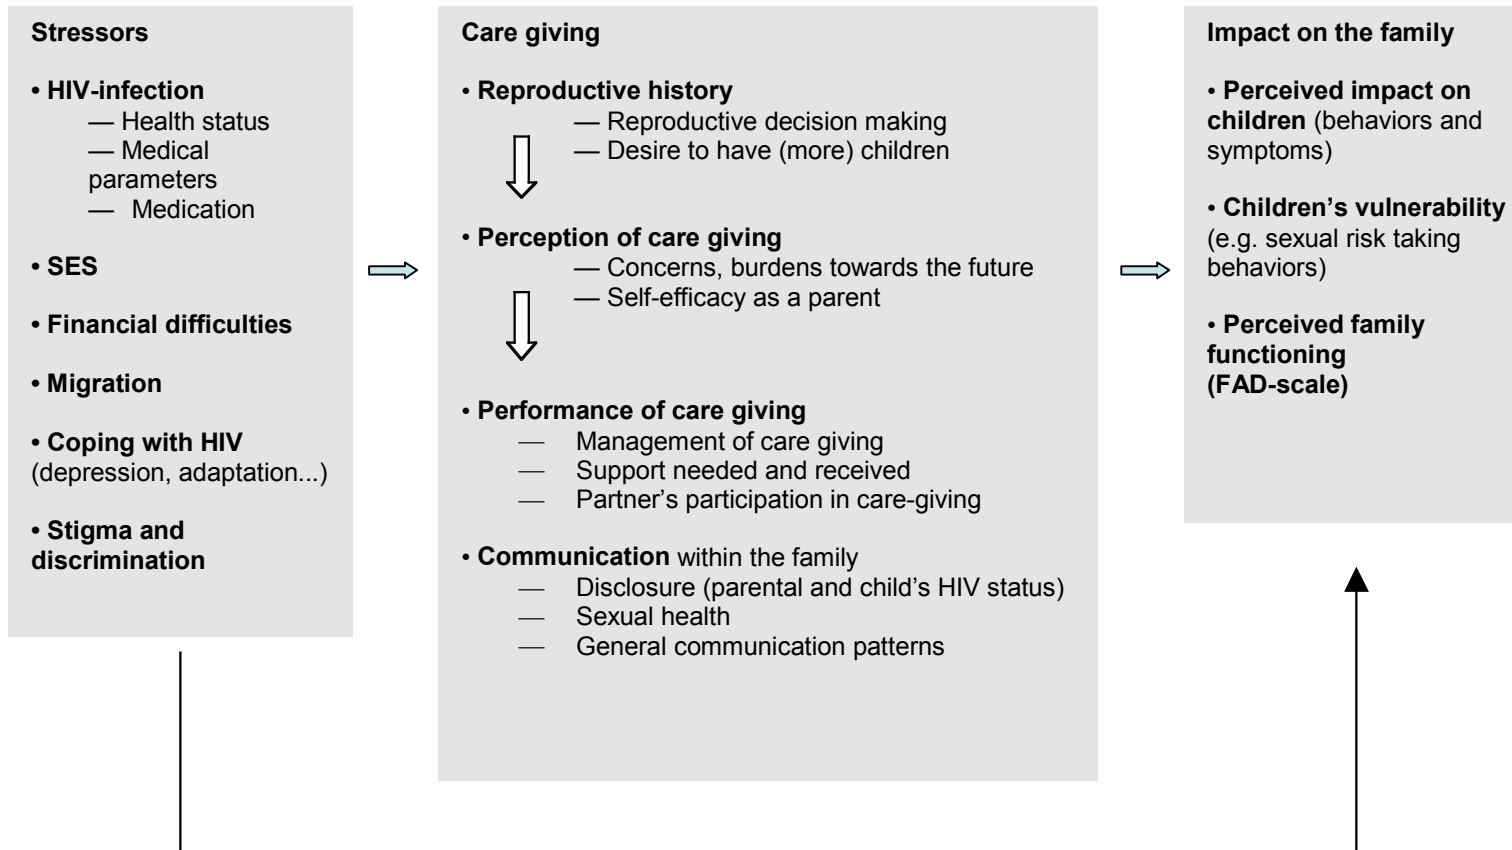 Stressors
• HIV-infection
— Health status
— Medical
parameters
— Medication
• SES
• Financial difficulties
• Migration
• Coping with HIV
(depression, adaptation...)
• Stigma and
discrimination
Care giving
• Reproductive history
— Reproductive decision making
— Desire to have (more) children
• Perception of care giving
— Concerns, burdens towards the future
— Self-efficacy as a parent
• Performance of care giving
— Management of care giving
— Support needed and received
— Partner’s participation in care-giving
• Communication within the family
— Disclosure (parental and child’s HIV status)
— Sexual health
— General communication patterns
Impact on the family
• Perceived impact on
children (behaviors and
symptoms)
• Children’s vulnerability
(e.g. sexual risk taking
behaviors)
• Perceived family
functioning
(FAD-scale)